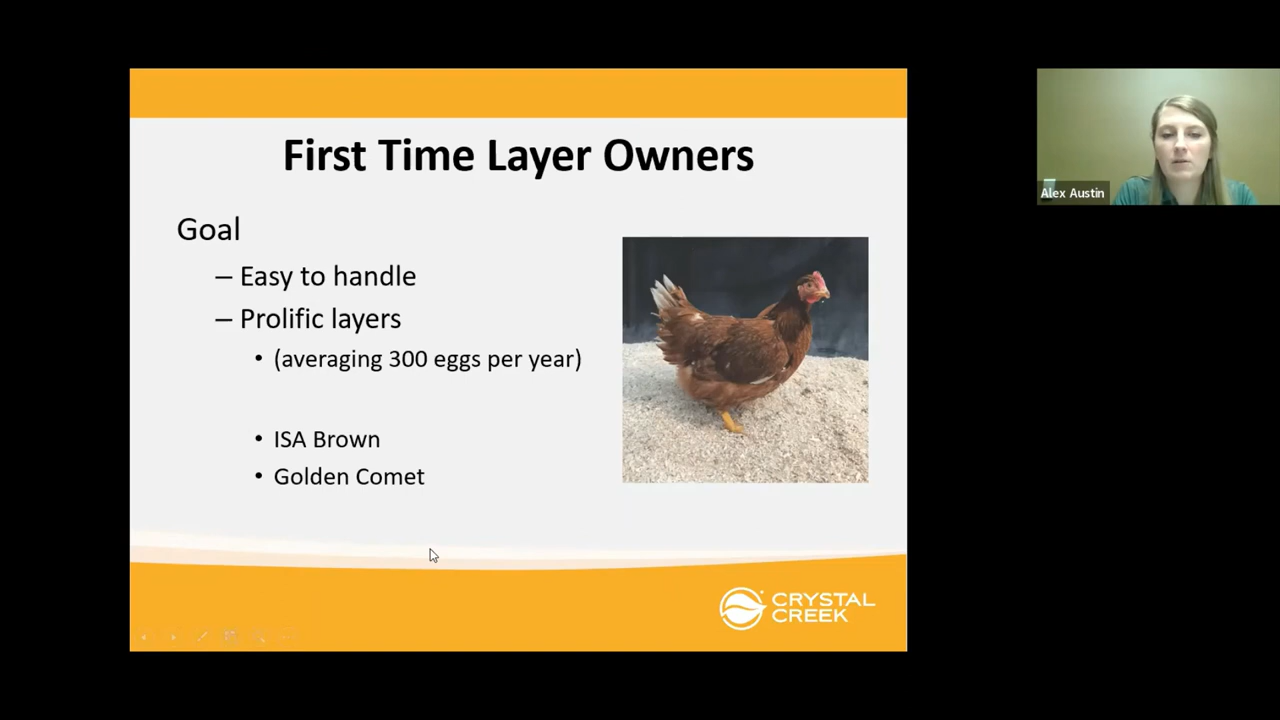 First Time Layer Owners
Goal
– Easy to handle
– Prolific layers
• (averaging 300 eggs per year)
• ISA Brown
• Golden Comet
CRYSTAL
CREEK
Alex Austin